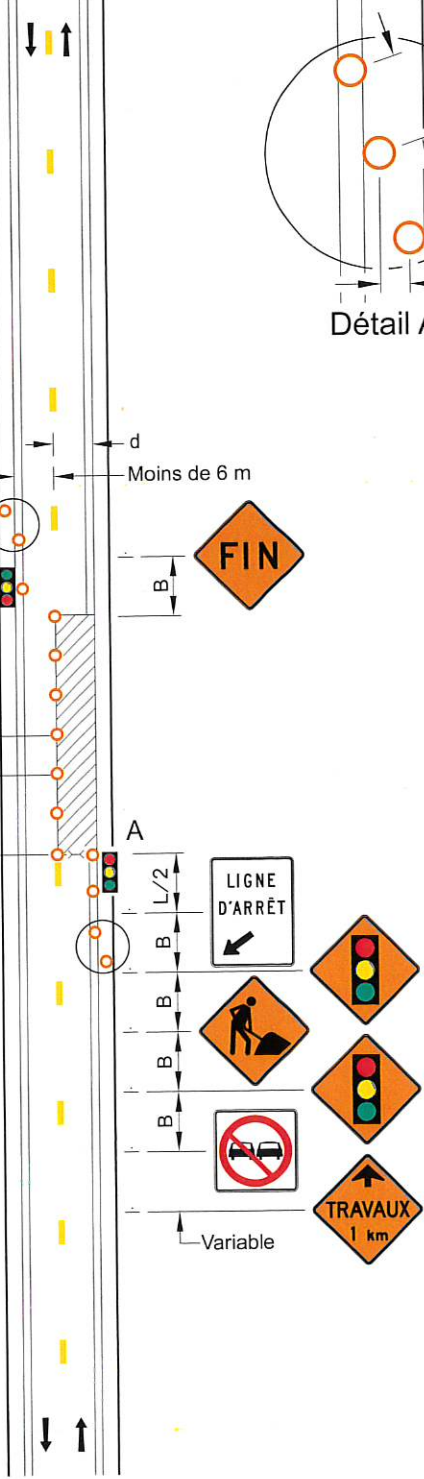 Détail A
d
Moins de 6 m
FIN
B
A
L/2
LIGNE
D'ARRÊT
B
B
B
B
TRAVAUX
1 km
Variable